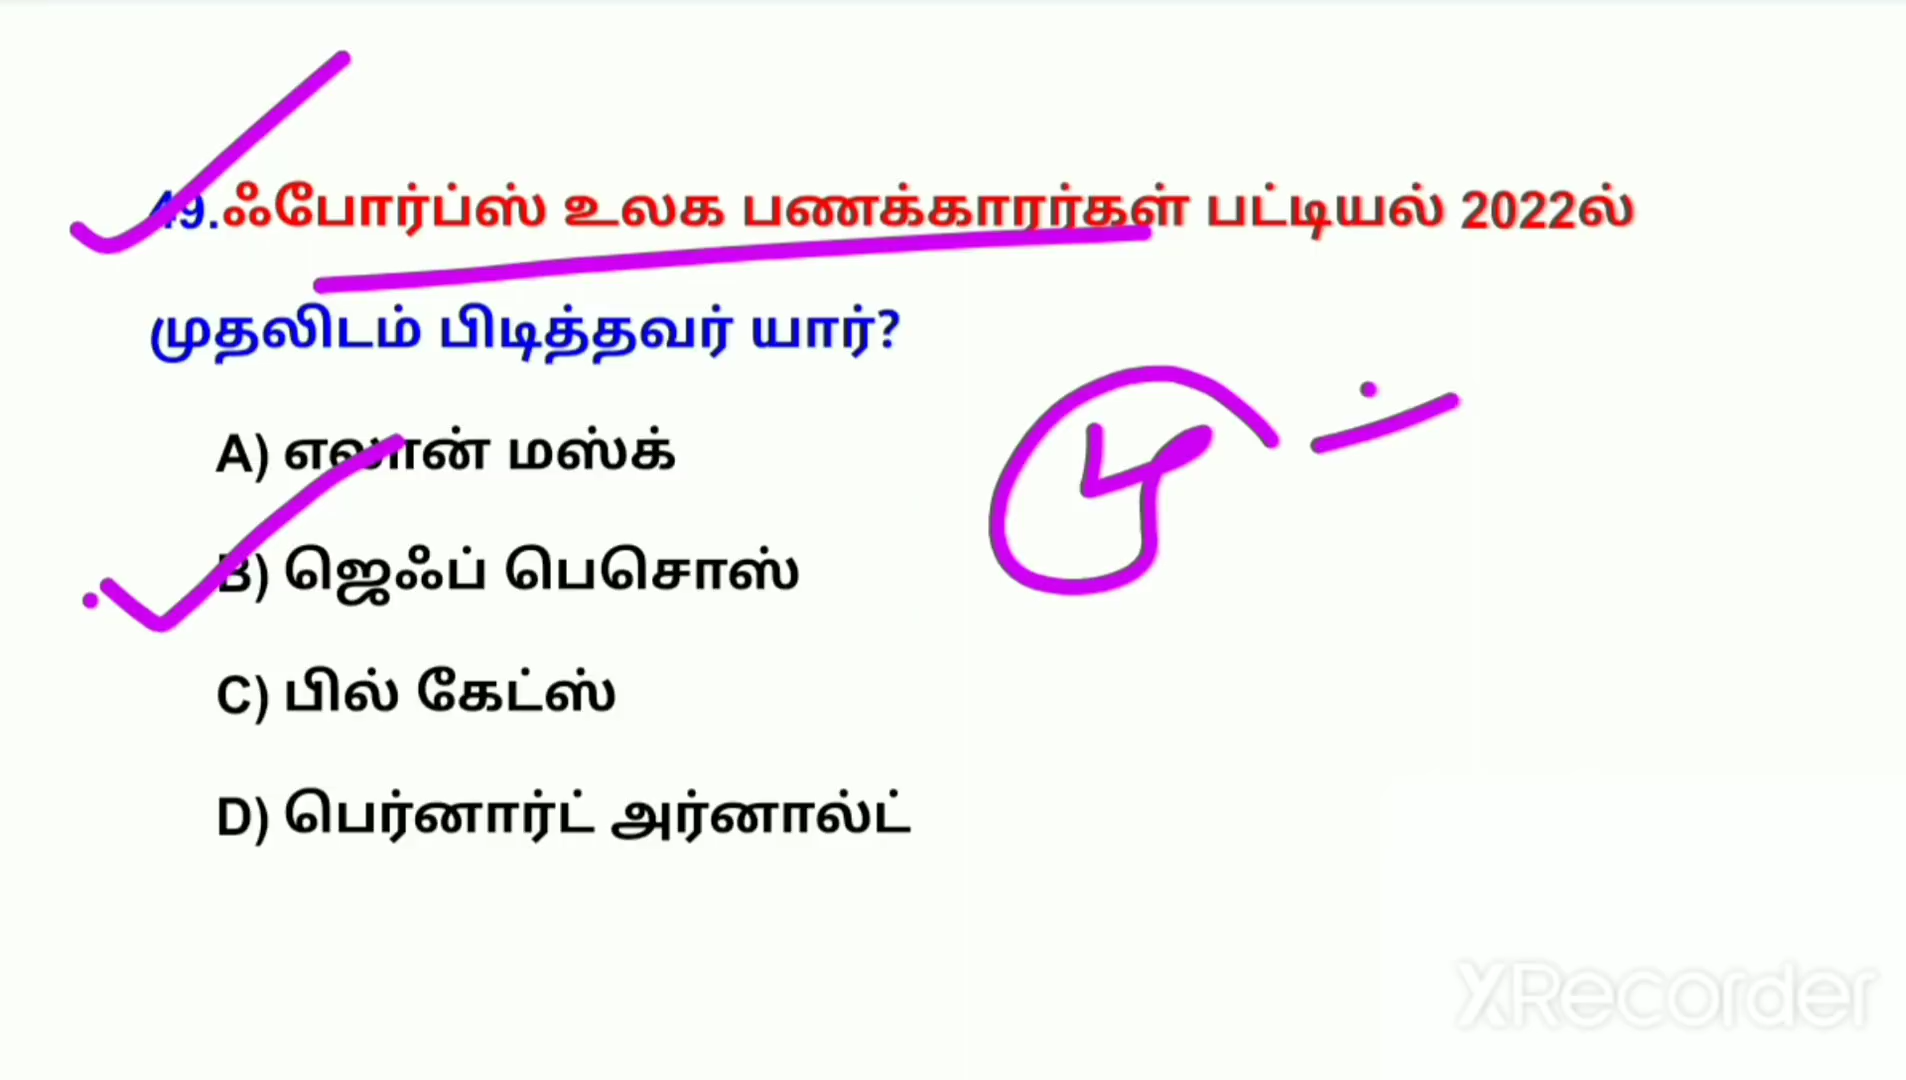 49.ஃபோர்ப்ஸ் உலக பணக்காரர்கள் பட்டியல் 2022ல்
முதலிடம் பிடித்தவர் யார்?
A) எலான் மஸ்க்
B) ஜெஃப் பெசொஸ்
C) பில் கேட்ஸ்
D) பெர்னார்ட் அர்னால்ட்
XRecorder